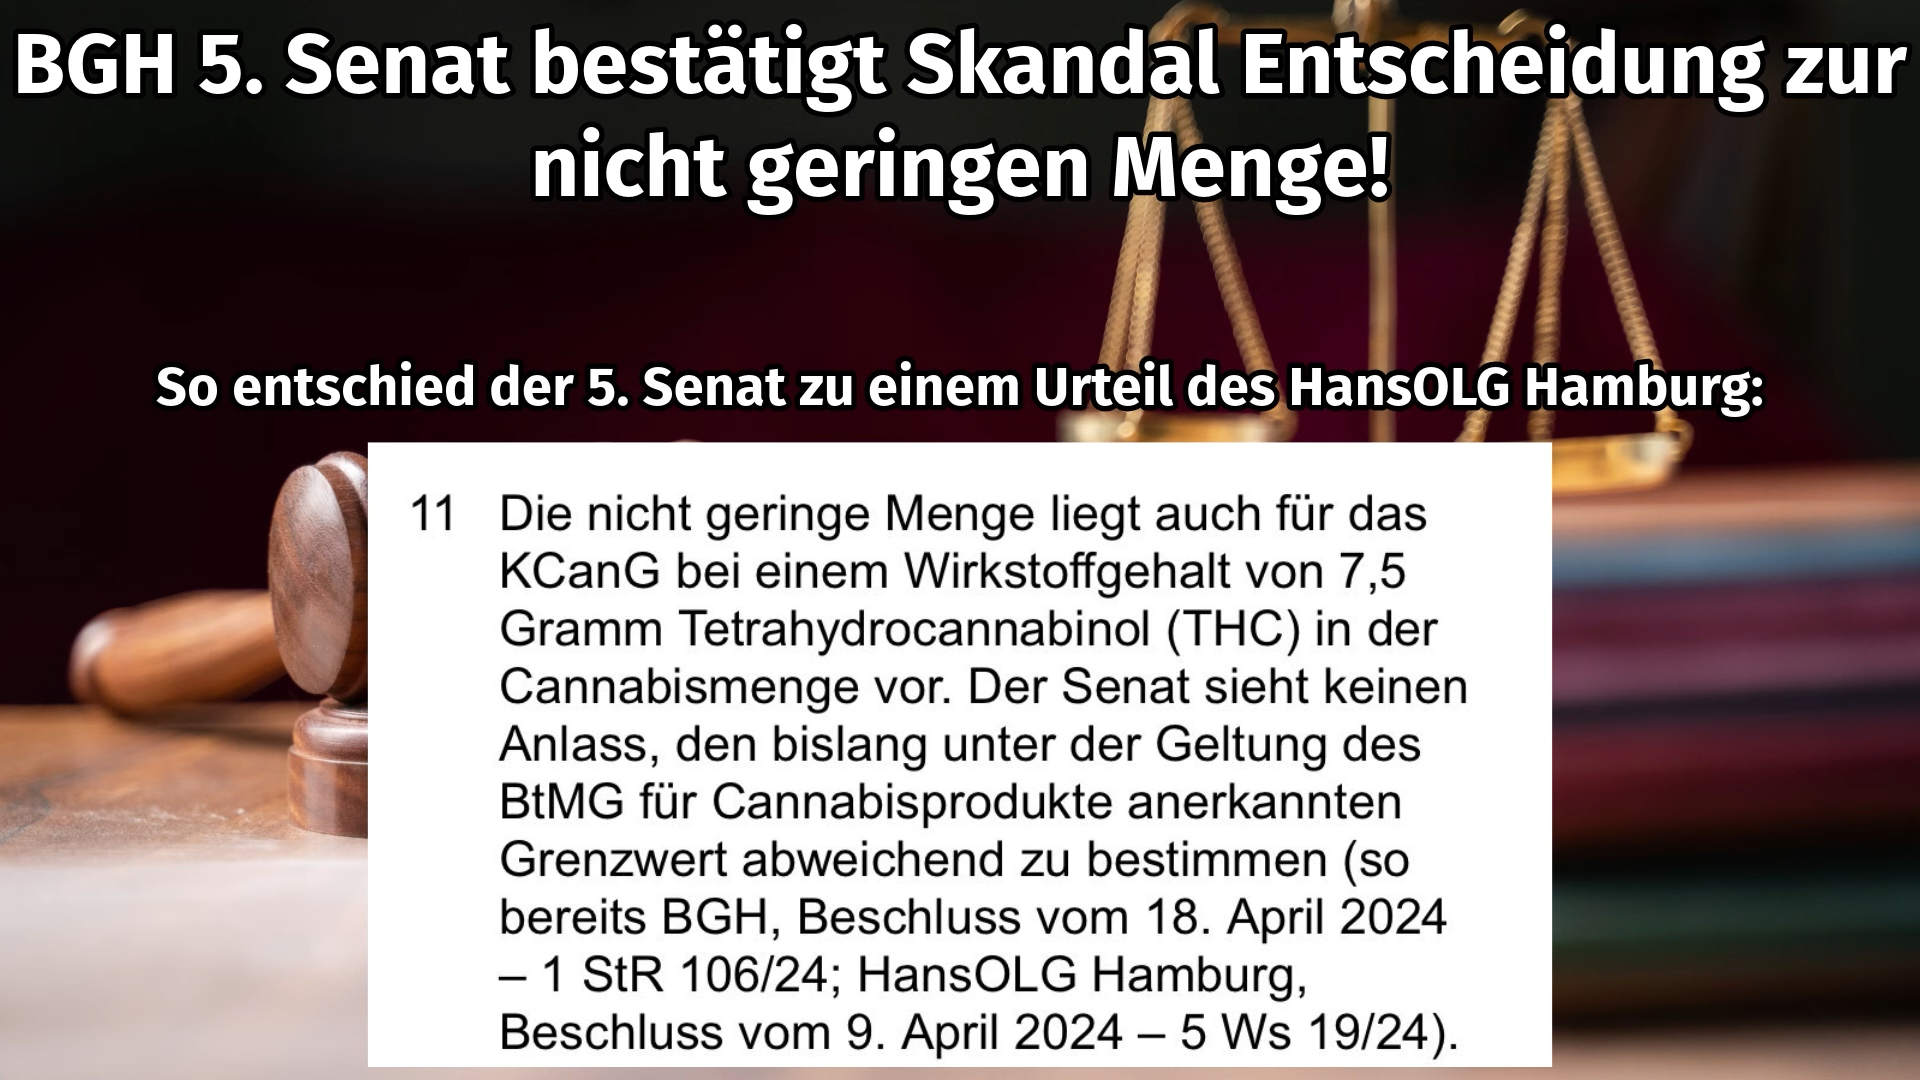 BGH 5. Senat bestätigt Skandal Entscheidung zur
nicht geringen Menge!
So entschied der 5. Senat zu einem Urteil des HansOLG Hamburg:
11 Die nicht geringe Menge liegt auch für das
KCanG bei einem Wirkstoffgehalt von 7,5
Gramm Tetrahydrocannabinol (THC) in der
Cannabismenge vor. Der Senat sieht keinen
Anlass, den bislang unter der Geltung des
BtMG für Cannabisprodukte anerkannten
Grenzwert abweichend zu bestimmen (so
bereits BGH, Beschluss vom 18. April 2024
– 1 StR 106/24; HansOLG Hamburg,
Beschluss vom 9. April 2024 – 5 Ws 19/24).